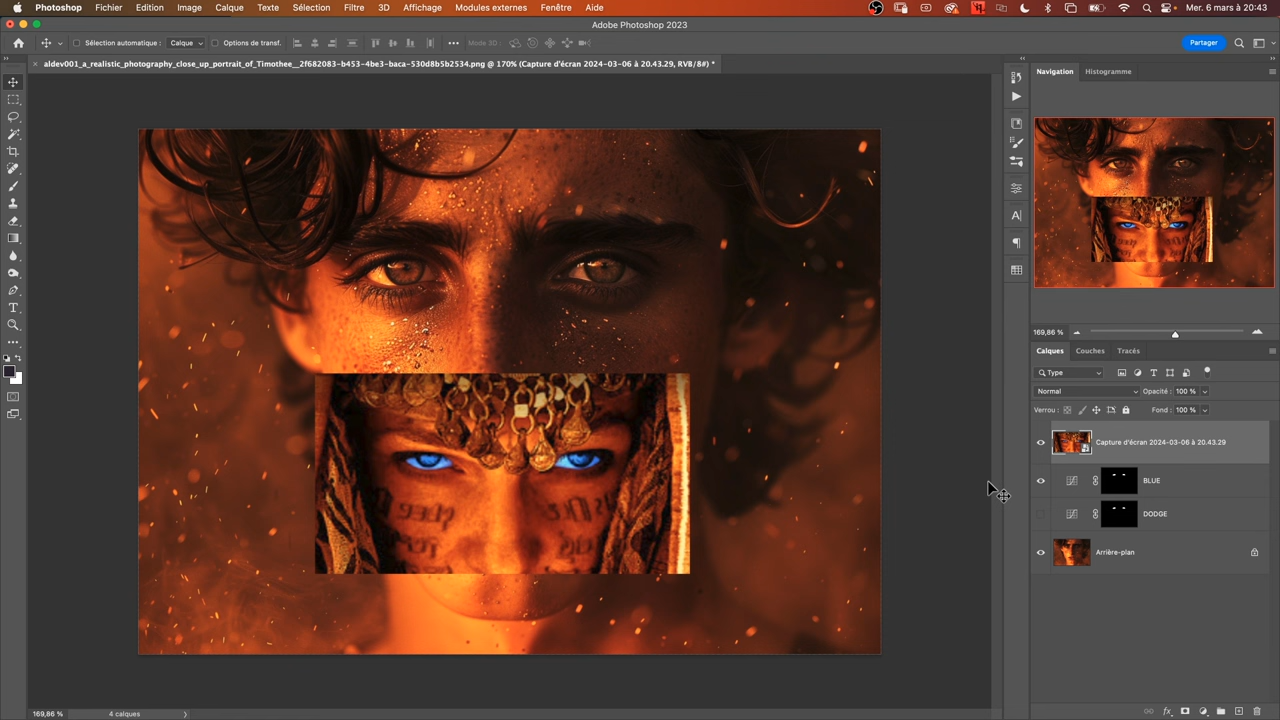 Photoshop Fichier Edition Image Calque Texte Sélection Filtre 3D Affichage Modules externes Fenêtre Aide Mer. 6 mars à 20:43
Adobe Photoshop 2023
Sélection automatique : Calque Options de transf. Mode 3D : Partager
aldev001_a_realistic_photography_close_up_portrait_of_Timothee__2f682083-b453-4be3-baca-530d8b5b2534.png @ 170% (Capture d'écran 2024-03-06 à 20.43.29, RVB/8#) *
Navigation Histogramme
169,86 %
Calques Couches Tracés
Type
Normal Opacité : 100 %
Verrou : Fond : 100 %
Capture d'écran 2024-03-06 à 20.43.29
BLUE
DODGE
Arrière-plan
169,86 % 4 calques